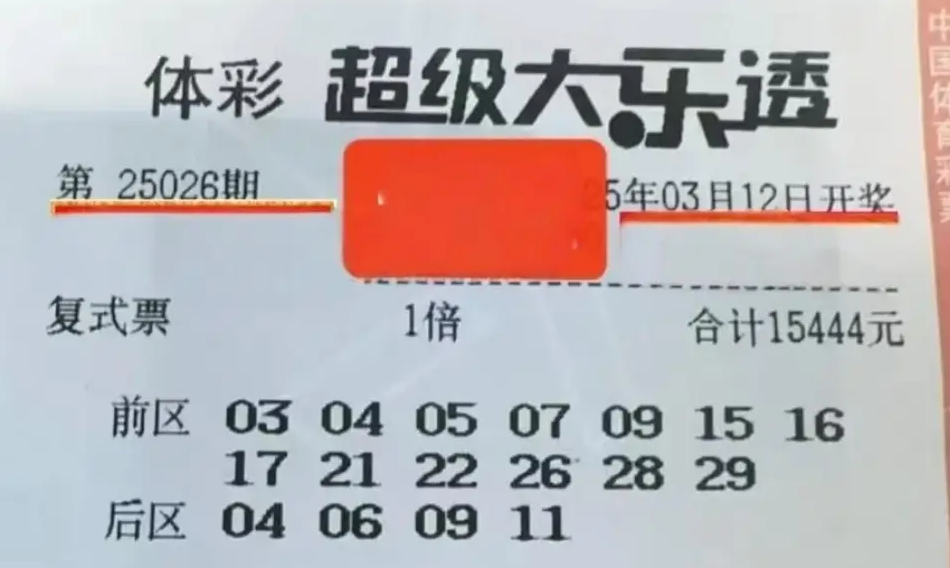 体彩 超级大乐透
第 25026期 25年03月12日开奖
复式票 1倍 合计15444元
前区 03 04 05 07 09 15 16
17 21 22 26 28 29
后区 04 06 09 11
中国体育彩票